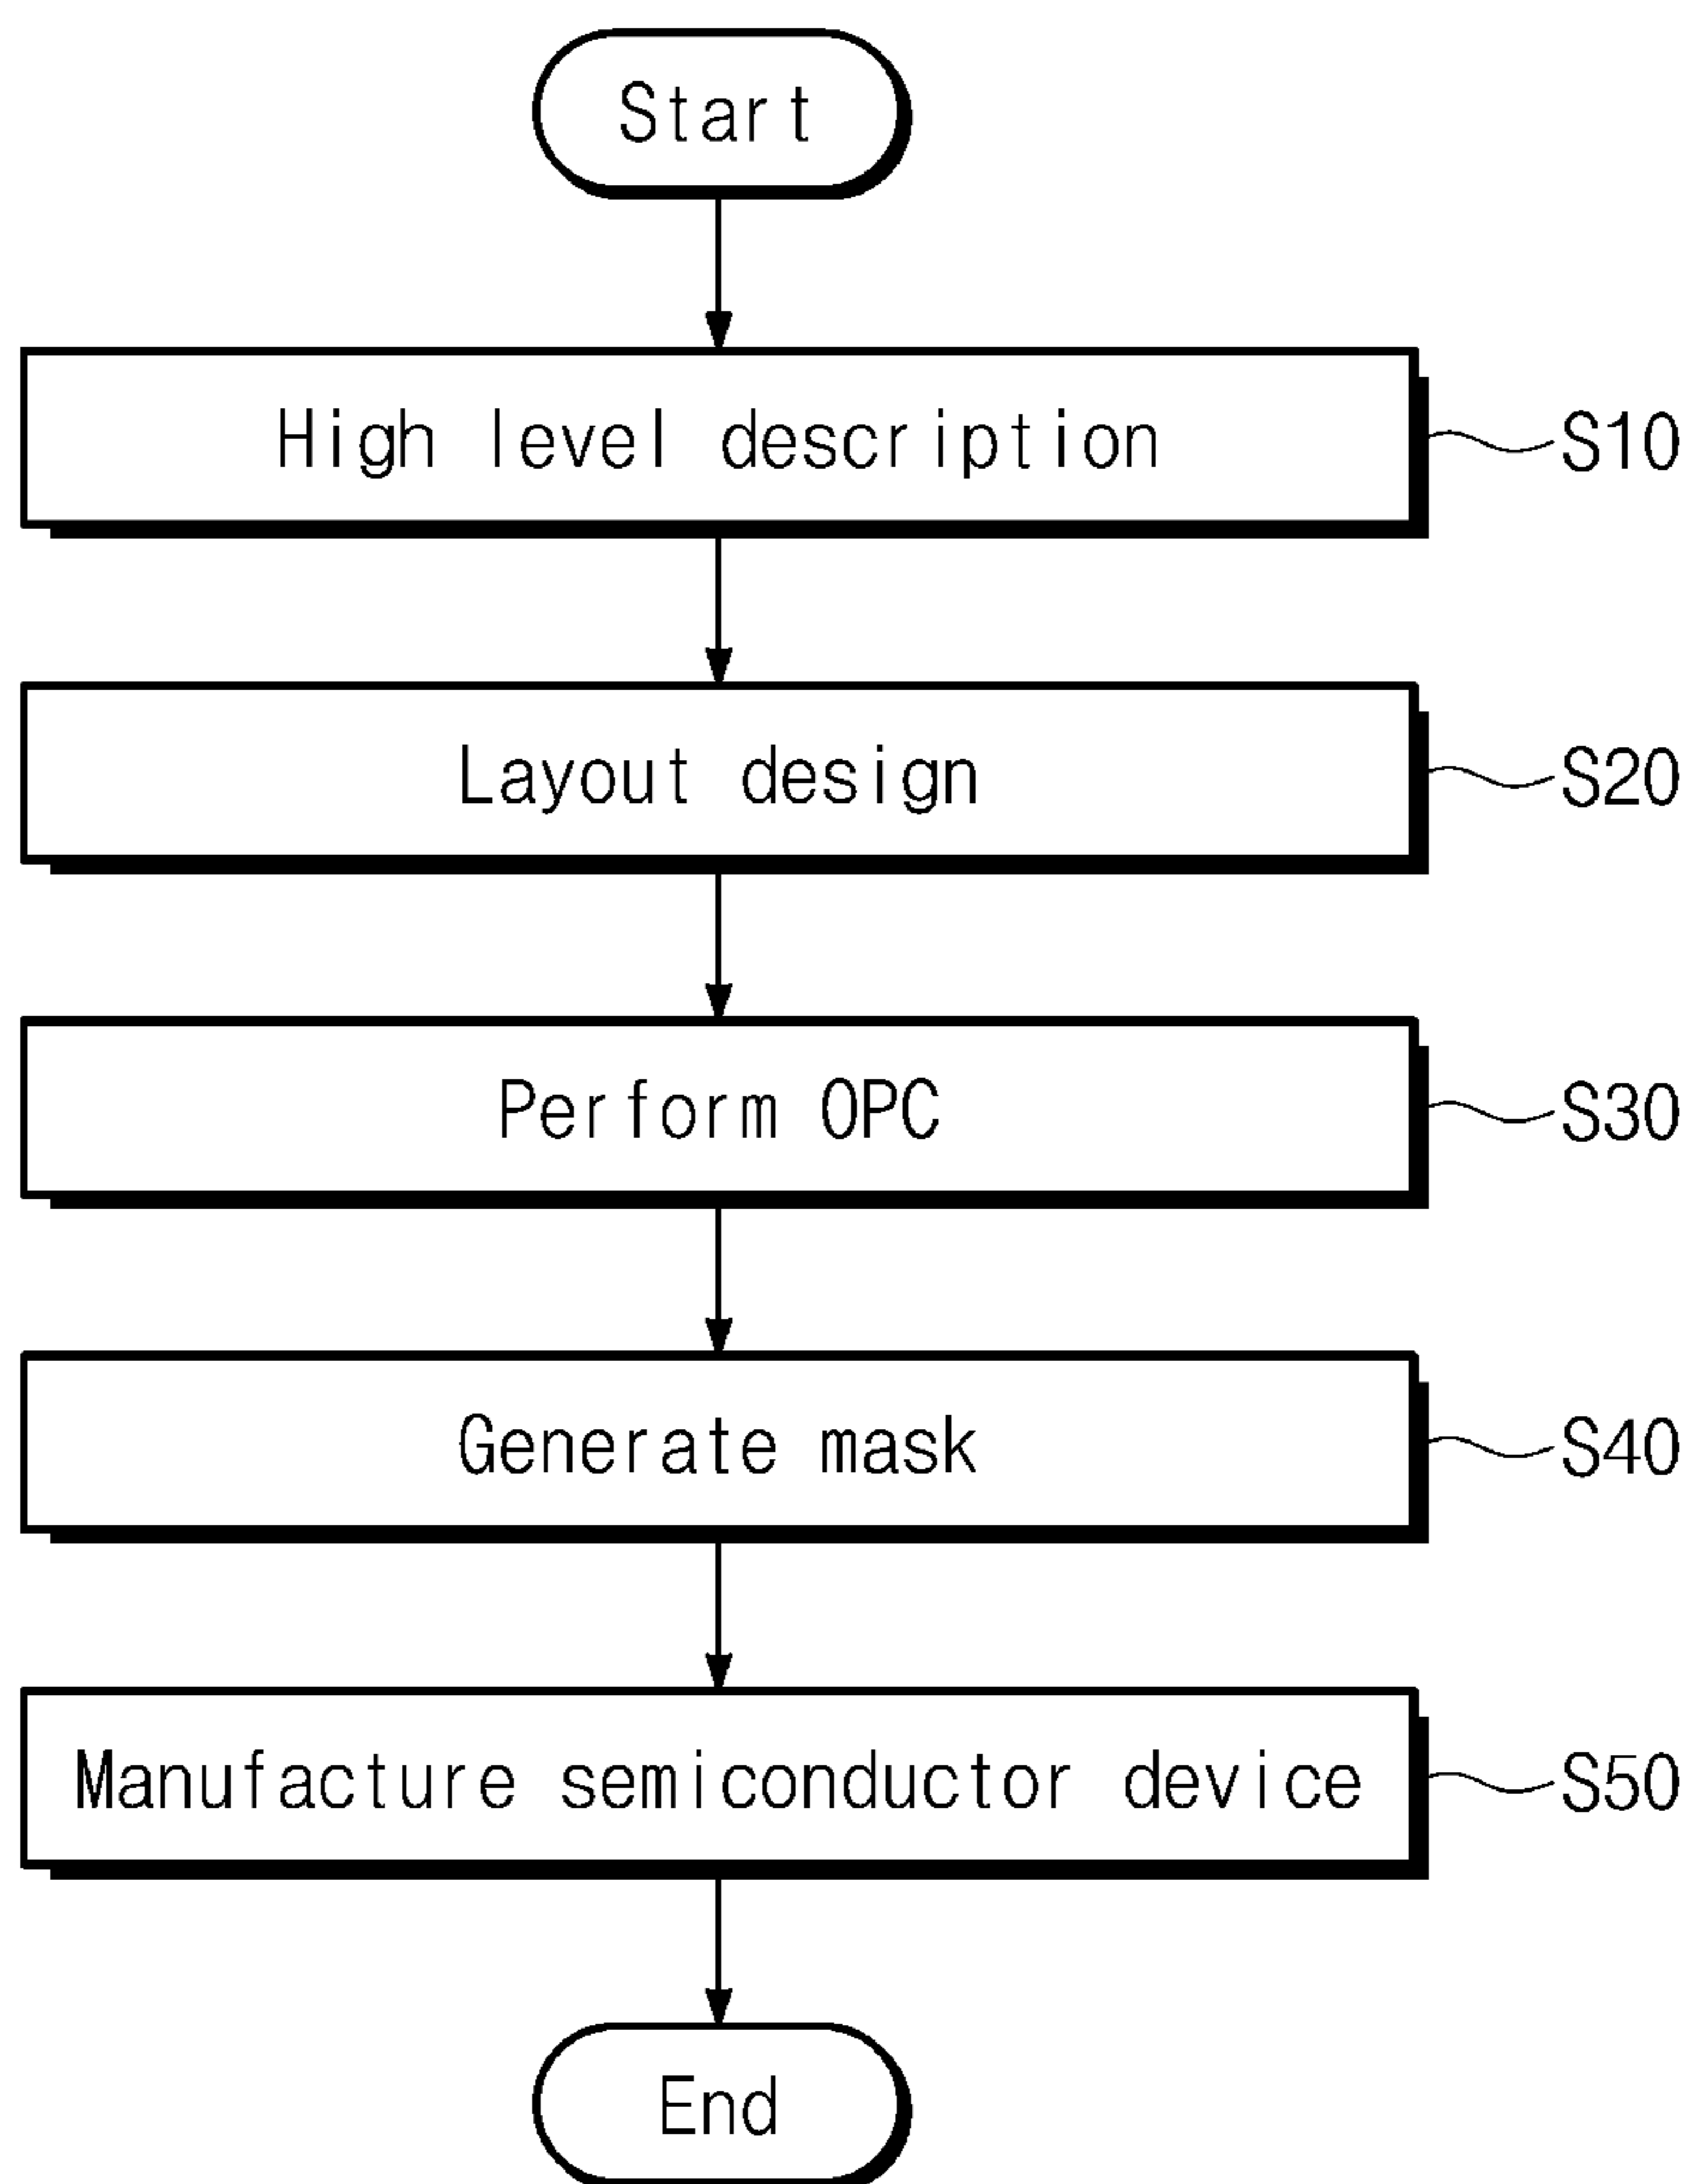 Start
High level description
S10
Layout design
S20
Perform OPC
S30
Generate mask
S40
Manufacture semiconductor device
S50
End